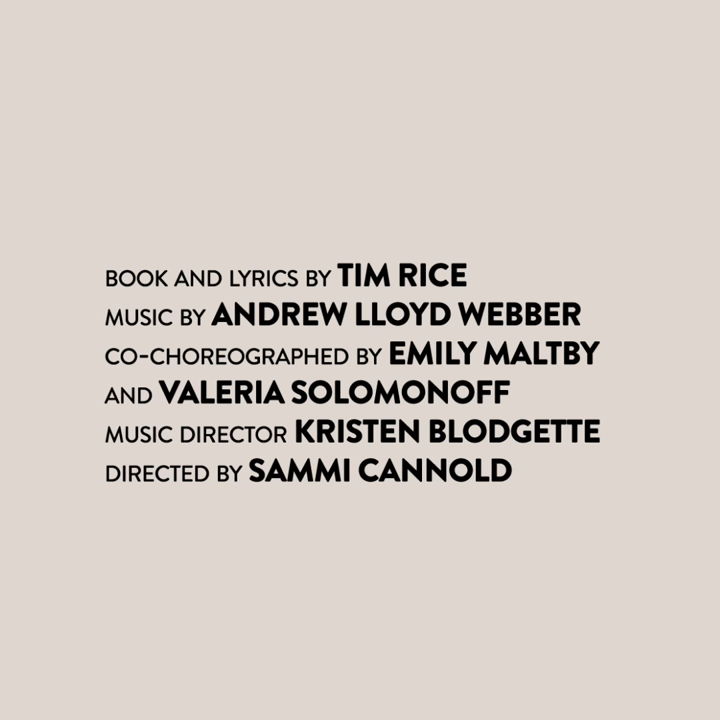 BOOK AND LYRICS BY TIM RICE
MUSIC BY ANDREW LLOYD WEBBER
CO-CHOREOGRAPHED BY EMILY MALTBY
AND VALERIA SOLOMONOFF
MUSIC DIRECTOR KRISTEN BLODGETTE
DIRECTED BY SAMMI CANNOLD